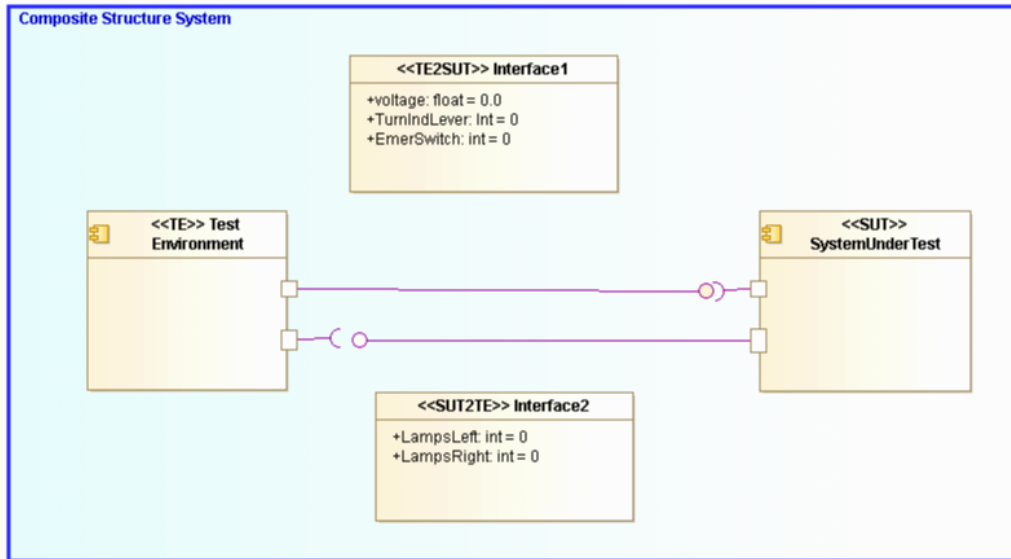 Composite Structure System
<<TE2SUT>> Interface1
+voltage: float = 0.0
+TurnIndLever: Int = 0
+EmerSwitch: int = 0
<<TE>> Test
Environment
<<SUT>>
SystemUnderTest
<<SUT2TE>> Interface2
+LampsLeft: int = 0
+LampsRight: int = 0